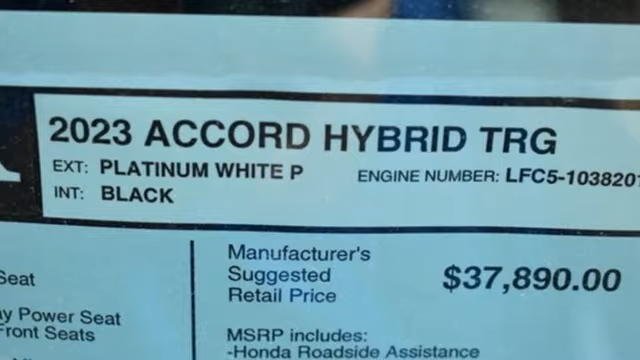 2023 ACCORD HYBRID TRG
EXT: PLATINUM WHITE P
ENGINE NUMBER: LFC5-103820
INT: BLACK
Seat
Power Seat
Front Seats
Manufacturer's
Suggested
Retail Price
$37,890.00
MSRP includes:
-Honda Roadside Assistance